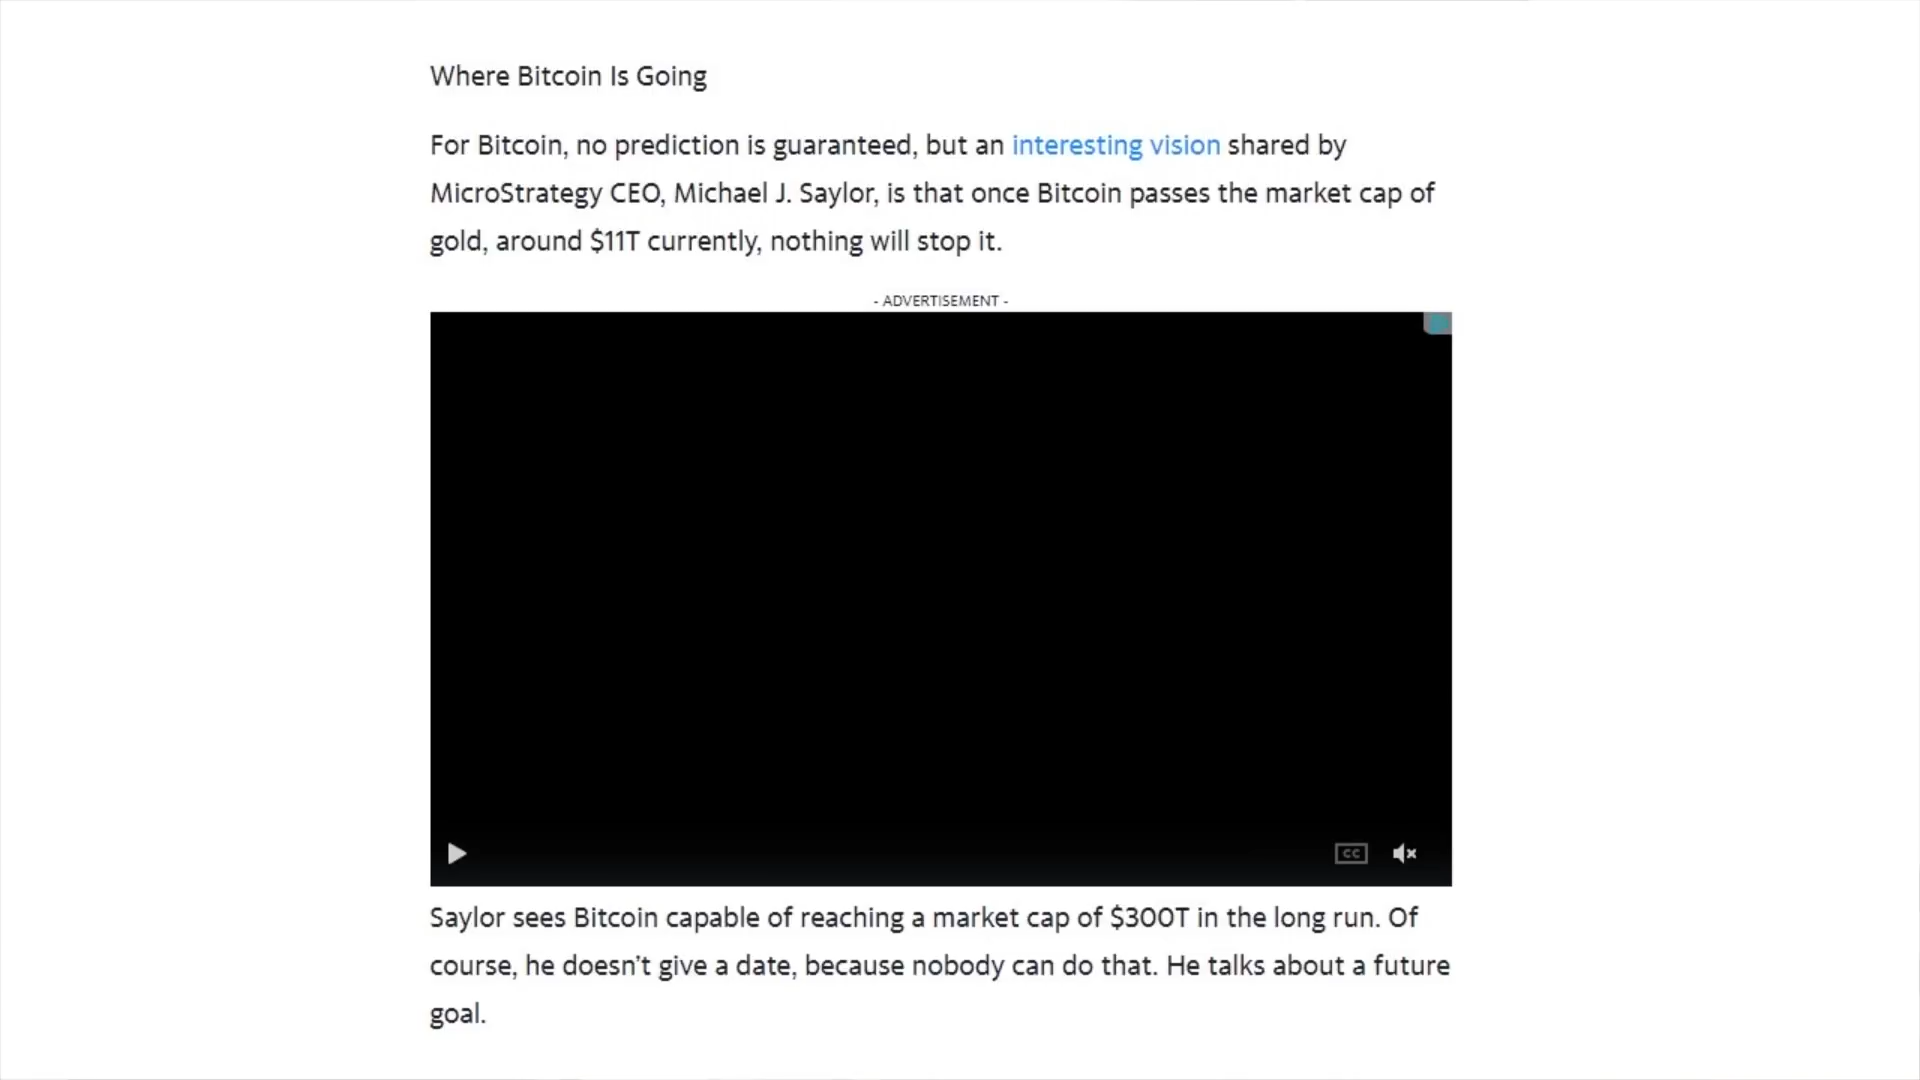 Where Bitcoin Is Going
For Bitcoin, no prediction is guaranteed, but an interesting vision shared by
MicroStrategy CEO, Michael J. Saylor, is that once Bitcoin passes the market cap of
gold, around $11T currently, nothing will stop it.
- ADVERTISEMENT -
CC
Saylor sees Bitcoin capable of reaching a market cap of $300T in the long run. Of
course, he doesn’t give a date, because nobody can do that. He talks about a future
goal.